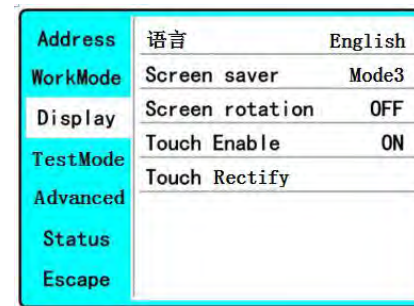 Address
WorkMode
Display
TestMode
Advanced
Status
Escape
语言 English
Screen saver Mode3
Screen rotation OFF
Touch Enable ON
Touch Rectify